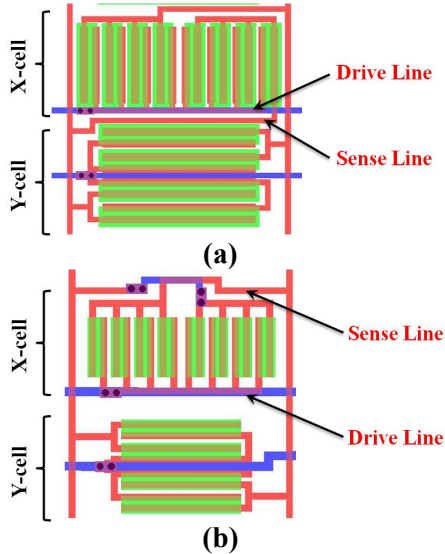 X-cell
Drive Line
Sense Line
Y-cell
(a)
X-cell
Sense Line
Drive Line
Y-cell
(b)